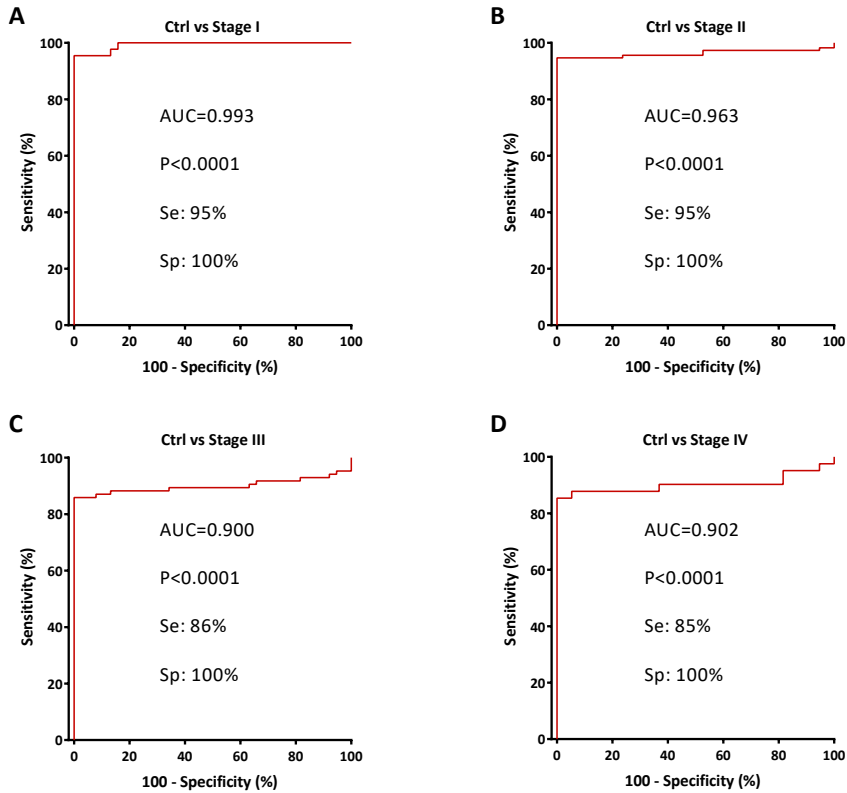 A
Ctrl vs Stage I
100
80
60
40
20
0
Sensitivity (%)
AUC=0.993
P<0.0001
Se: 95%
Sp: 100%
0 20 40 60 80 100
100 - Specificity (%)
B
Ctrl vs Stage II
100
80
60
40
20
0
Sensitivity (%)
AUC=0.963
P<0.0001
Se: 95%
Sp: 100%
0 20 40 60 80 100
100 - Specificity (%)
C
Ctrl vs Stage III
100
80
60
40
20
0
Sensitivity (%)
AUC=0.900
P<0.0001
Se: 86%
Sp: 100%
0 20 40 60 80 100
100 - Specificity (%)
D
Ctrl vs Stage IV
100
80
60
40
20
0
Sensitivity (%)
AUC=0.902
P<0.0001
Se: 85%
Sp: 100%
0 20 40 60 80 100
100 - Specificity (%)